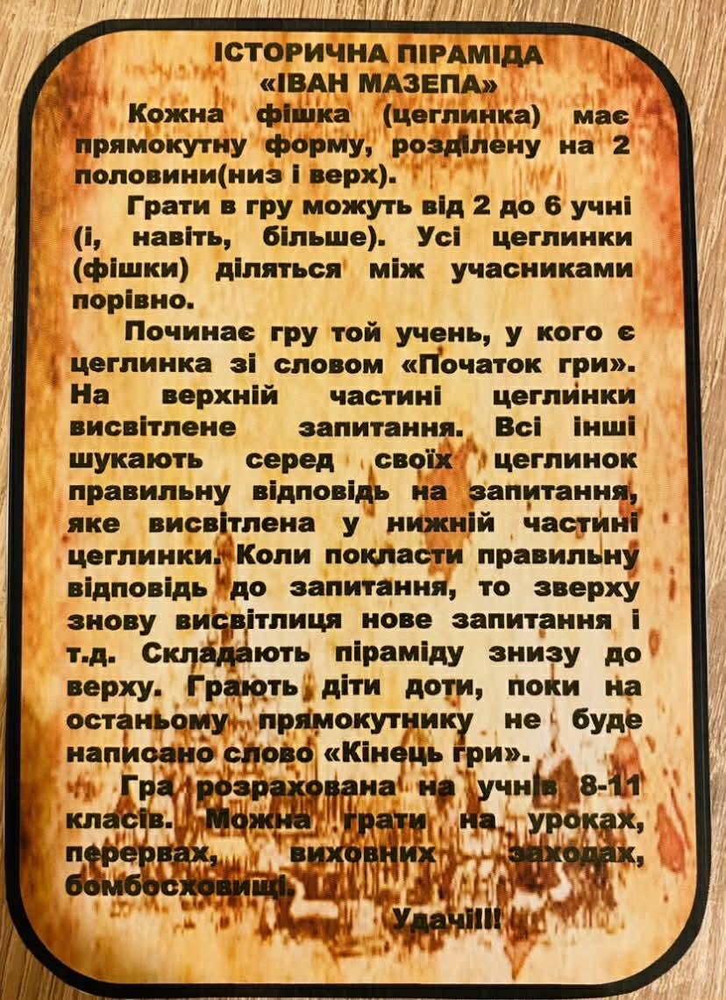 ІСТОРИЧНА ПІРАМІДА
«ІВАН МАЗЕПА»
Кожна фішка (цеглинка) має
прямокутну форму, розділену на 2
половини(низ і верх).
Грати в гру можуть від 2 до 6 учні
(і, навіть, більше). Усі цеглинки
(фішки) діляться між учасниками
порівно.
Починає гру той учень, у кого є
цеглинка зі словом «Початок гри».
На верхній частині цеглинки
висвітлене запитання. Всі інші
шукають серед своїх цеглинок
правильну відповідь на запитання,
яке висвітлена у нижній частині
цеглинки. Коли покласти правильну
відповідь до запитання, то зверху
знову висвітлиця нове запитання і
т.д. Складають піраміду знизу до
верху. Грають діти доти, поки на
останьому прямокутнику не буде
написано слово «Кінець гри».
Гра розрахована на учнів 8-11
класів. Можна грати на уроках,
перервах, виховних заходах,
бомбосховищі.
Удачі!!!